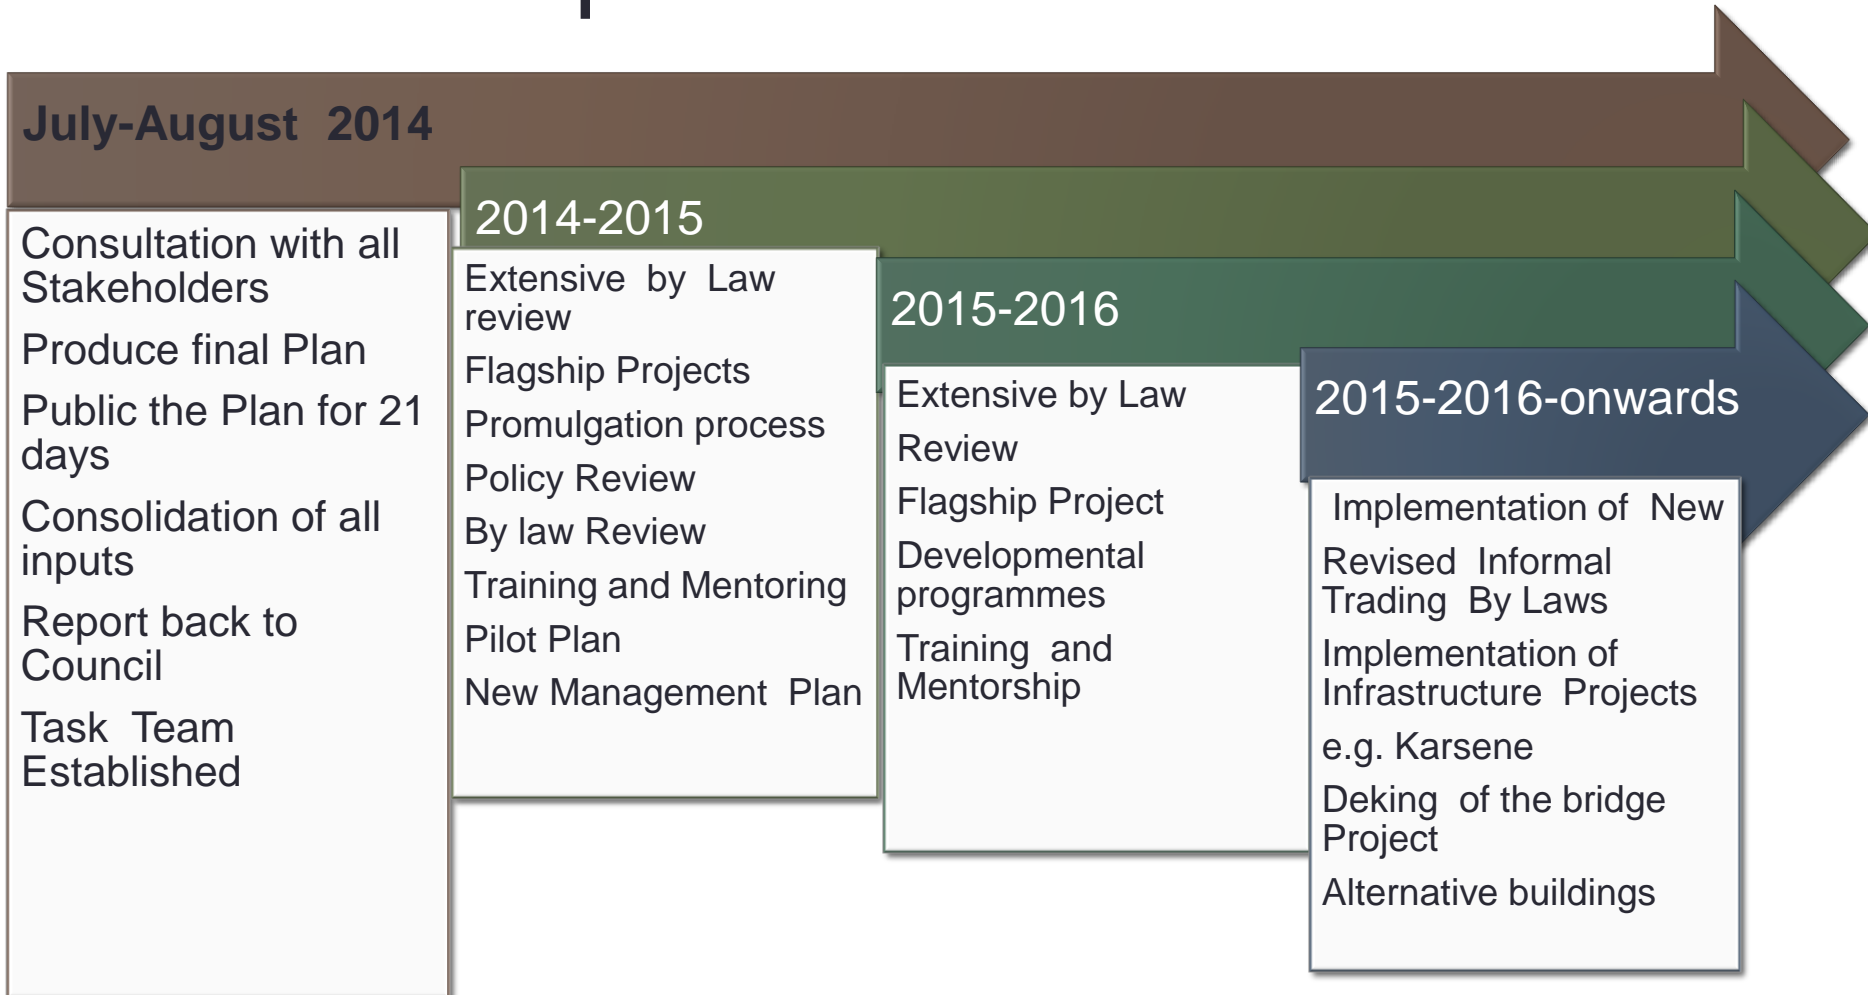 July-August 2014
Consultation with all
Stakeholders
Produce final Plan
Public the Plan for 21
days
Consolidation of all
inputs
Report back to
Council
Task Team
Established
2014-2015
Extensive by Law
review
Flagship Projects
Promulgation process
Policy Review
By law Review
Training and Mentoring
Pilot Plan
New Management Plan
2015-2016
Extensive by Law
Review
Flagship Project
Developmental
programmes
Training and
Mentorship
2015-2016-onwards
Implementation of New
Revised Informal
Trading By Laws
Implementation of
Infrastructure Projects
e.g. Karsene
Deking of the bridge
Project
Alternative buildings